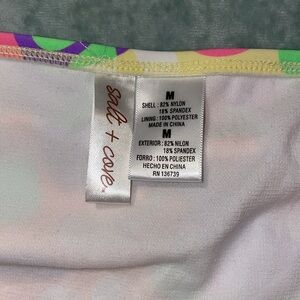 salt + cove
M
SHELL: 82% NYLON
18% SPANDEX
LINING: 100% POLYESTER
MADE IN CHINA
M
EXTERIOR: 82% NILON
18% SPANDEX
FORRO: 100% POLIESTER
HECHO EN CHINA
RN 136739